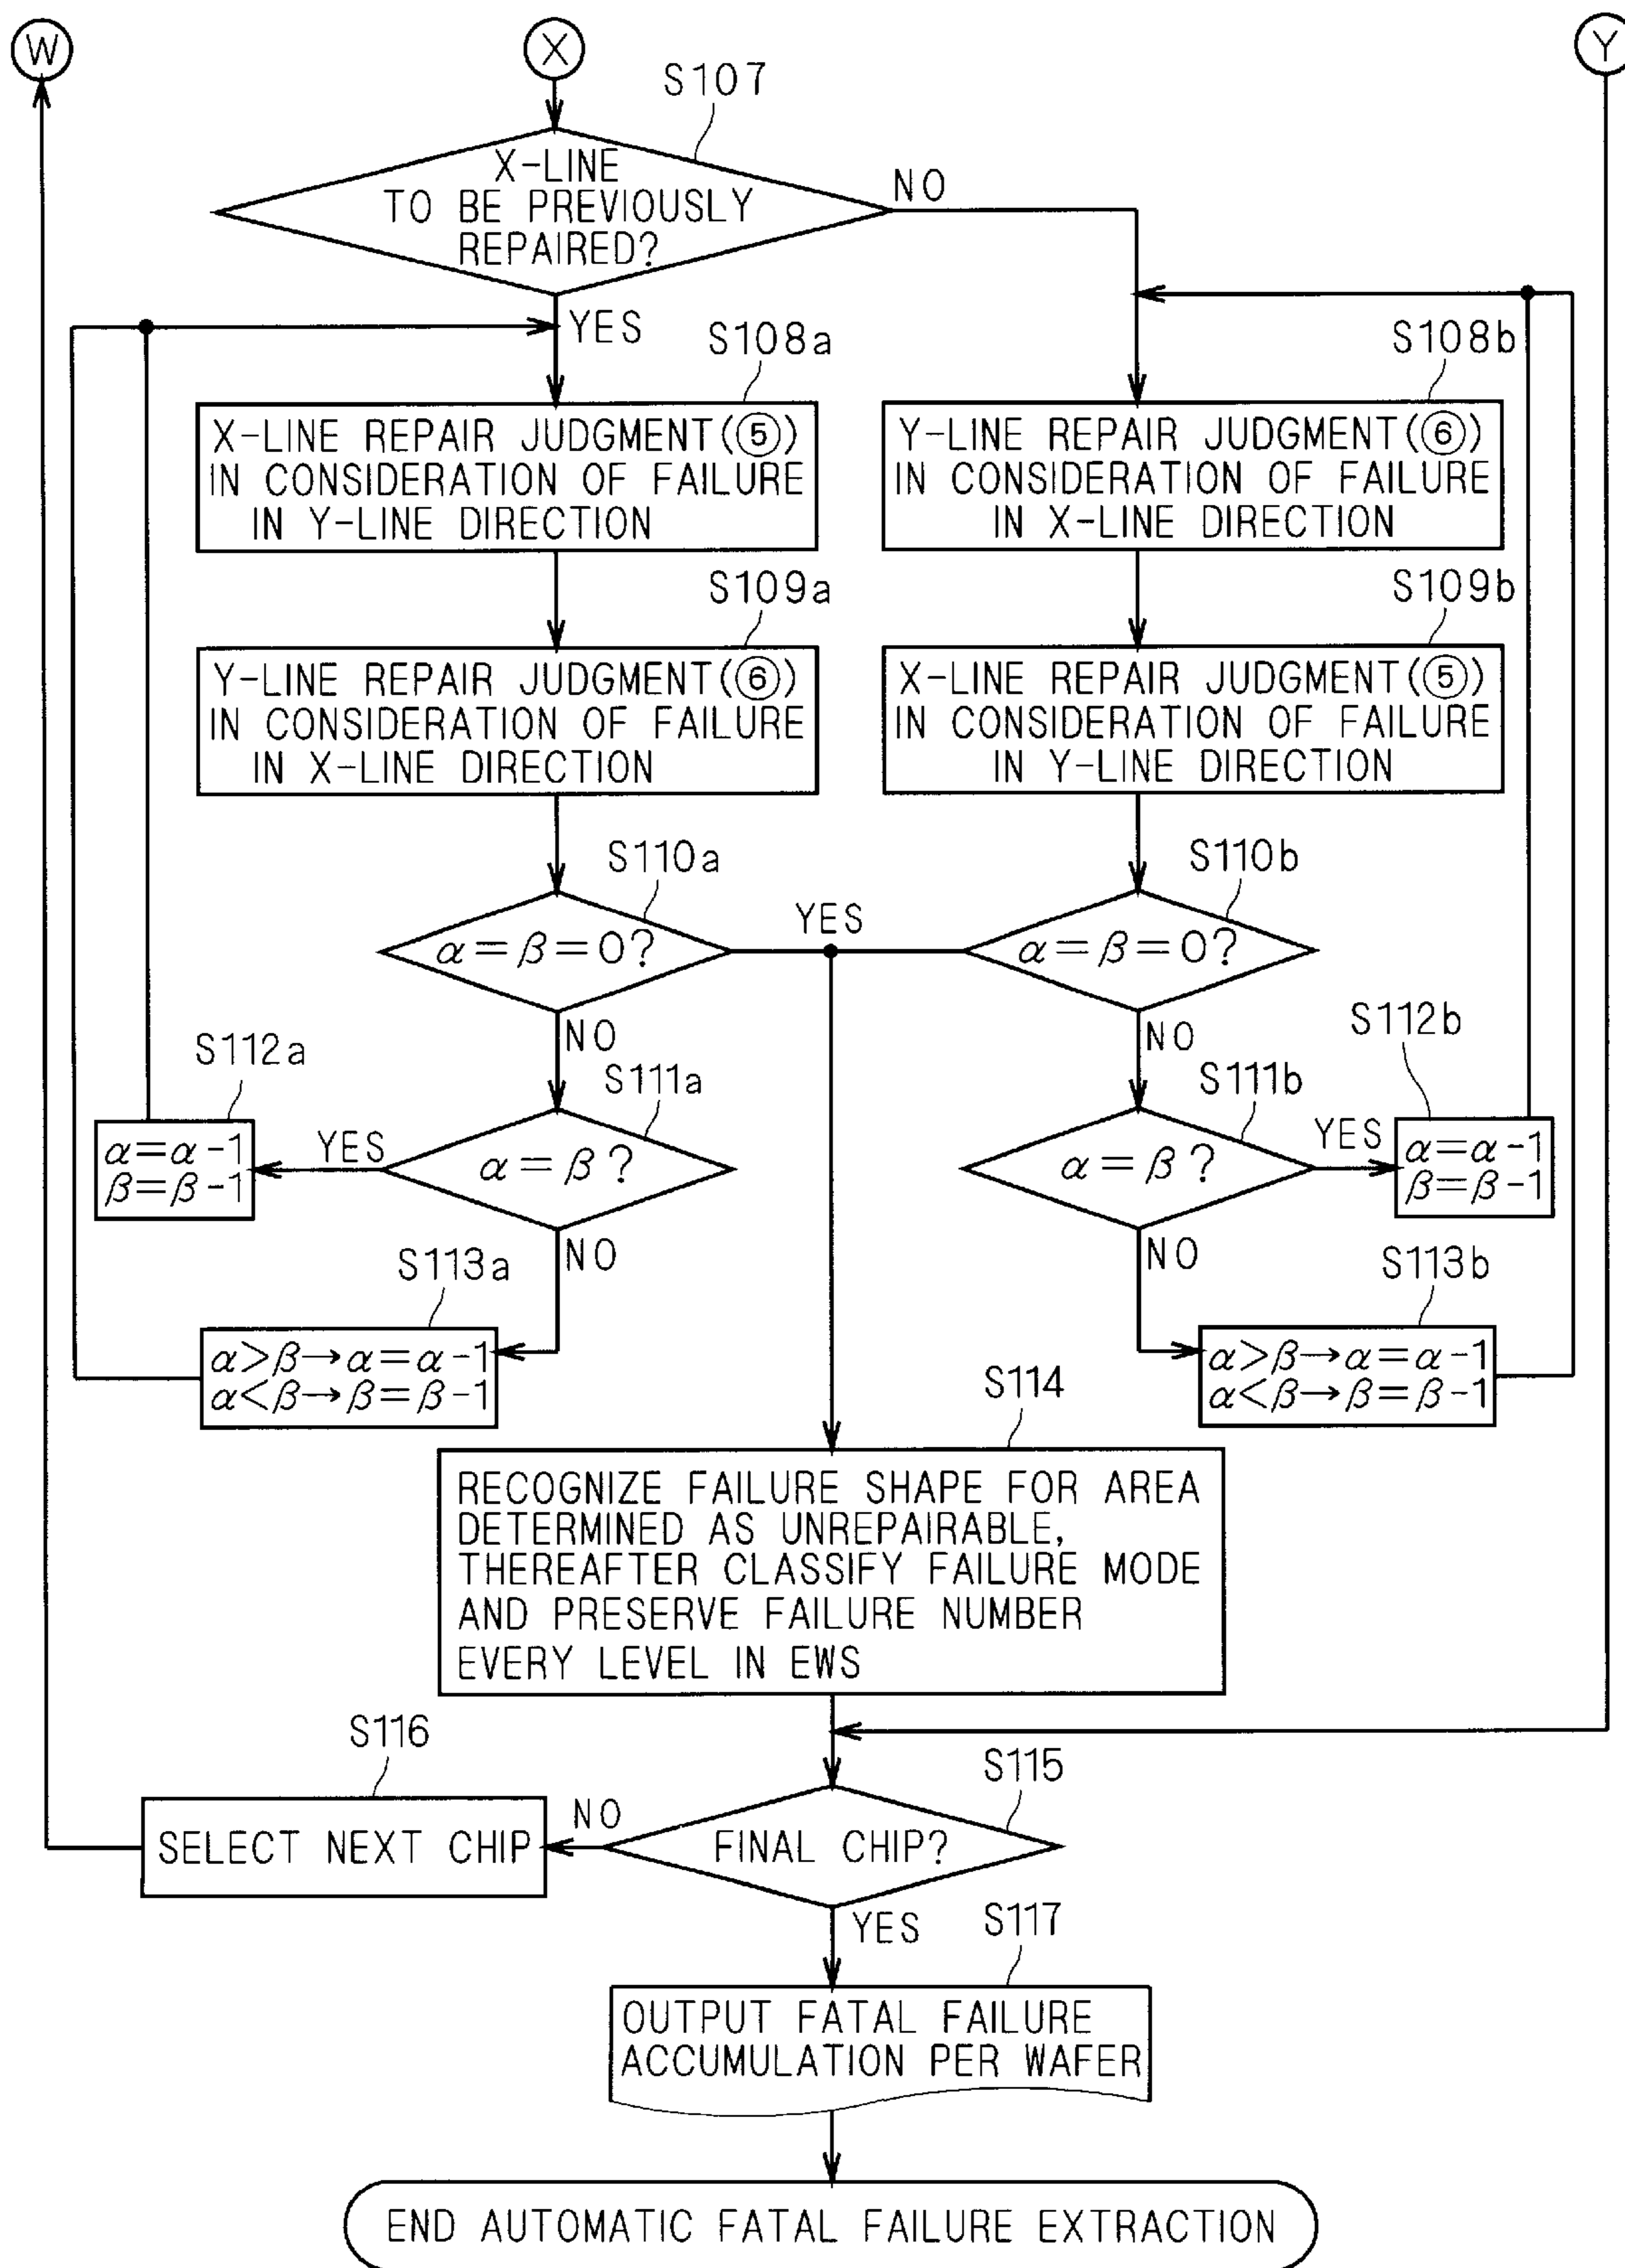 W
X
Y
S107
X-LINE
TO BE PREVIOUSLY
REPAIRED?
NO
YES
S108a
X-LINE REPAIR JUDGMENT(⑤)
IN CONSIDERATION OF FAILURE
IN Y-LINE DIRECTION
S108b
Y-LINE REPAIR JUDGMENT(⑥)
IN CONSIDERATION OF FAILURE
IN X-LINE DIRECTION
S109a
Y-LINE REPAIR JUDGMENT(⑥)
IN CONSIDERATION OF FAILURE
IN X-LINE DIRECTION
S109b
X-LINE REPAIR JUDGMENT(⑤)
IN CONSIDERATION OF FAILURE
IN Y-LINE DIRECTION
S110a
α=β=0?
YES
S110b
α=β=0?
NO
NO
S111a
α=β?
YES
S112a
α=α-1
β=β-1
S111b
α=β?
YES
S112b
α=α-1
β=β-1
NO
NO
S113a
α>β→α=α-1
α<β→β=β-1
S113b
α>β→α=α-1
α<β→β=β-1
S114
RECOGNIZE FAILURE SHAPE FOR AREA
DETERMINED AS UNREPAIRABLE,
THEREAFTER CLASSIFY FAILURE MODE
AND PRESERVE FAILURE NUMBER
EVERY LEVEL IN EWS
S115
FINAL CHIP?
NO
S116
SELECT NEXT CHIP
YES
S117
OUTPUT FATAL FAILURE
ACCUMULATION PER WAFER
END AUTOMATIC FATAL FAILURE EXTRACTION